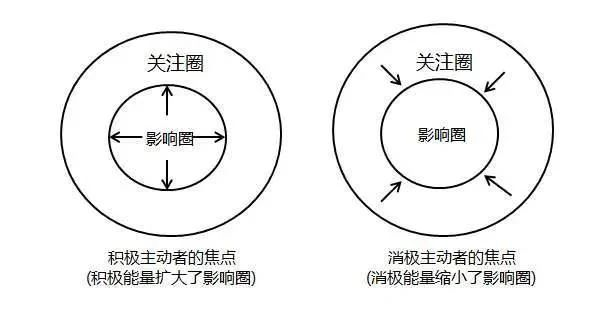 关注圈
影响圈
积极主动者的焦点
(积极能量扩大了影响圈)
关注圈
影响圈
消极主动者的焦点
(消极能量缩小了影响圈)